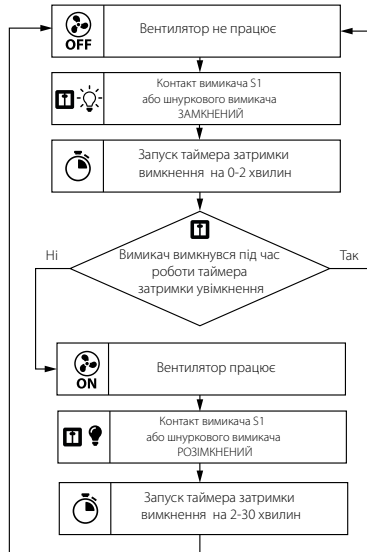 OFF
Вентилятор не працює
Контакт вимикача S1
або шнуркового вимикача
ЗАМКНЕНИЙ
Запуск таймера затримки
вимкнення на 0-2 хвилин
Ні
Так
Вимикач вимкнувся під час
роботи таймера
затримки увімкнення
ON
Вентилятор працює
Контакт вимикача S1
або шнуркового вимикача
РОЗІМКНЕНИЙ
Запуск таймера затримки
вимкнення на 2-30 хвилин